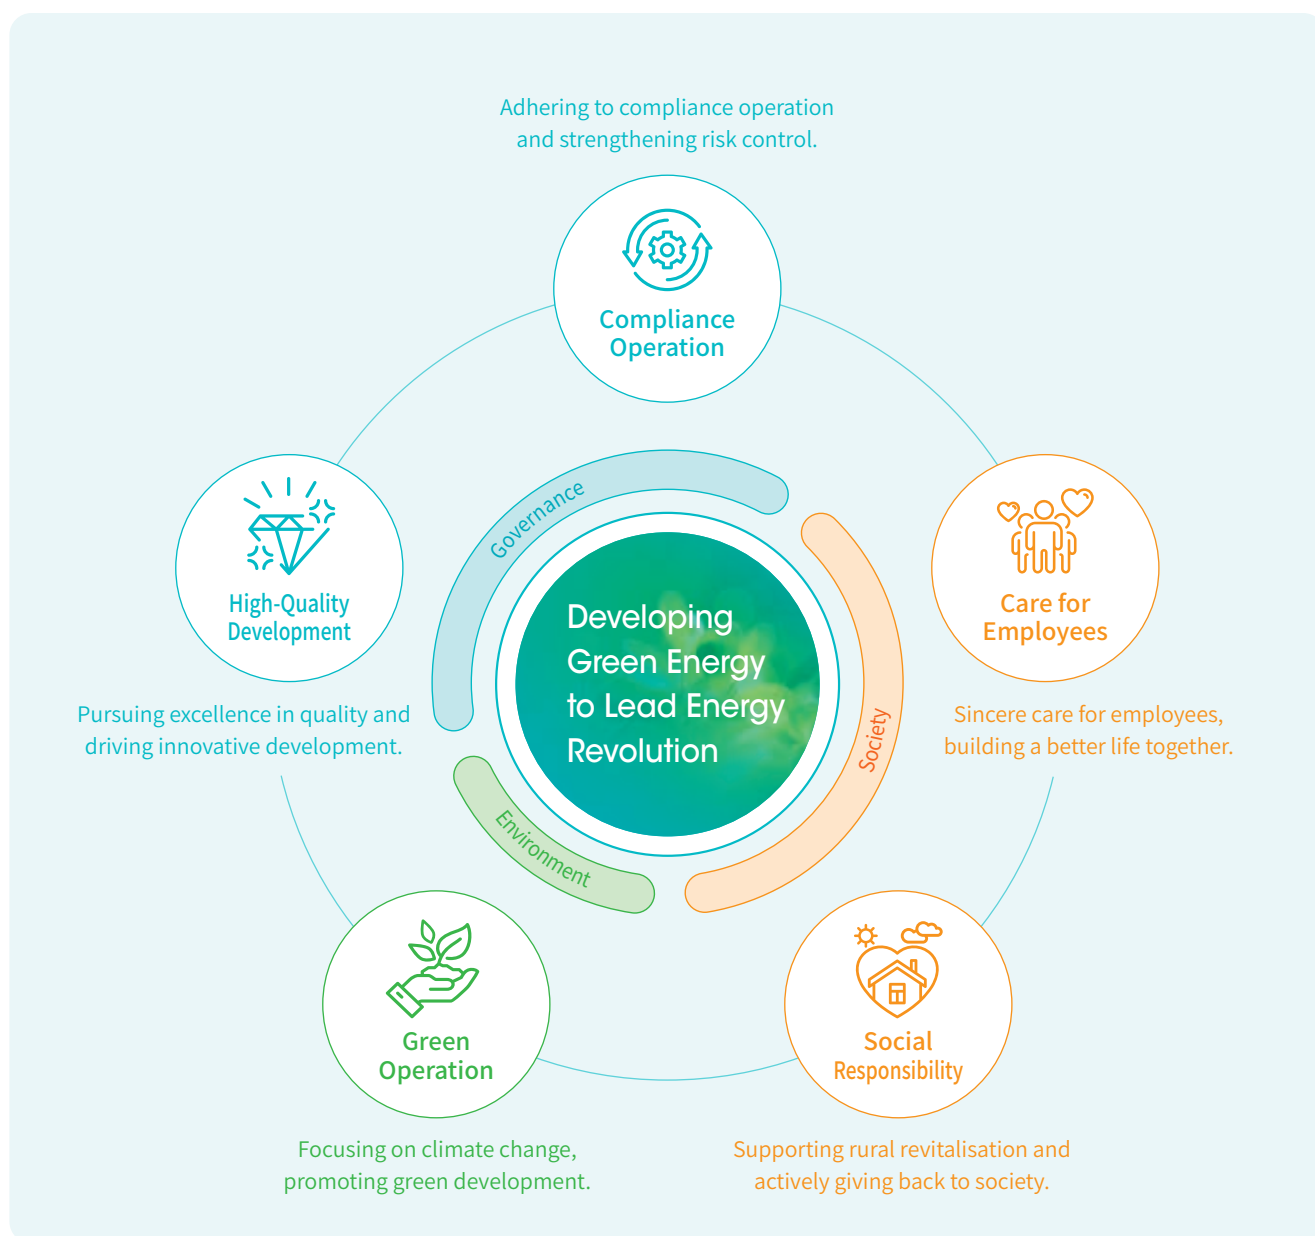 Adhering to compliance operation
and strengthening risk control.
Compliance
Operation
Governance
High-Quality
Development
Pursuing excellence in quality and
driving innovative development.
Developing
Green Energy
to Lead Energy
Revolution
Care for
Employees
Sincere care for employees,
building a better life together.
Society
Environment
Green
Operation
Focusing on climate change,
promoting green development.
Social
Responsibility
Supporting rural revitalisation and
actively giving back to society.